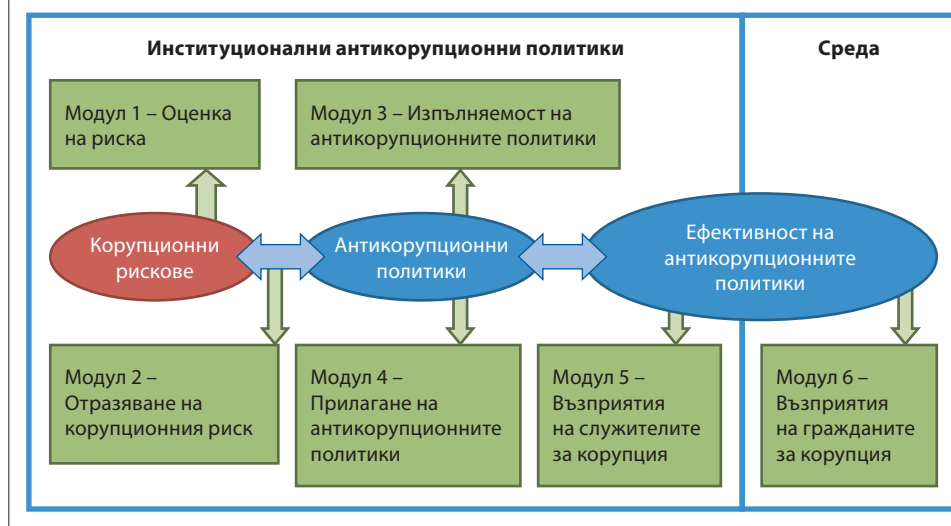 Институционални антикорупционни политики
Среда
Модул 1 – Оценка
на риска
Модул 3 – Изпълняемост на
антикорупционните политики
Корупционни
рискове
Антикорупционни
политики
Ефективност на
антикорупционните
политики
Модул 2 –
Отразяване на
корупционния риск
Модул 4 –
Прилагане на
антикорупционните
политики
Модул 5 –
Възприятия
на служителите
за корупция
Модул 6 –
Възприятия
на гражданите
за корупция